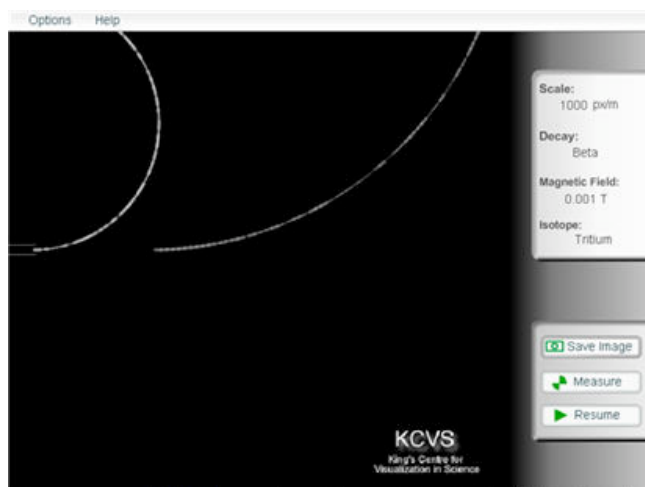 Options Help
Scale:
1000 px/m
Decay:
Beta
Magnetic Field:
0.001 T
Isotope:
Tritium
Save Image
Measure
Resume
KCVS
King's Centre for
Visualization in Science